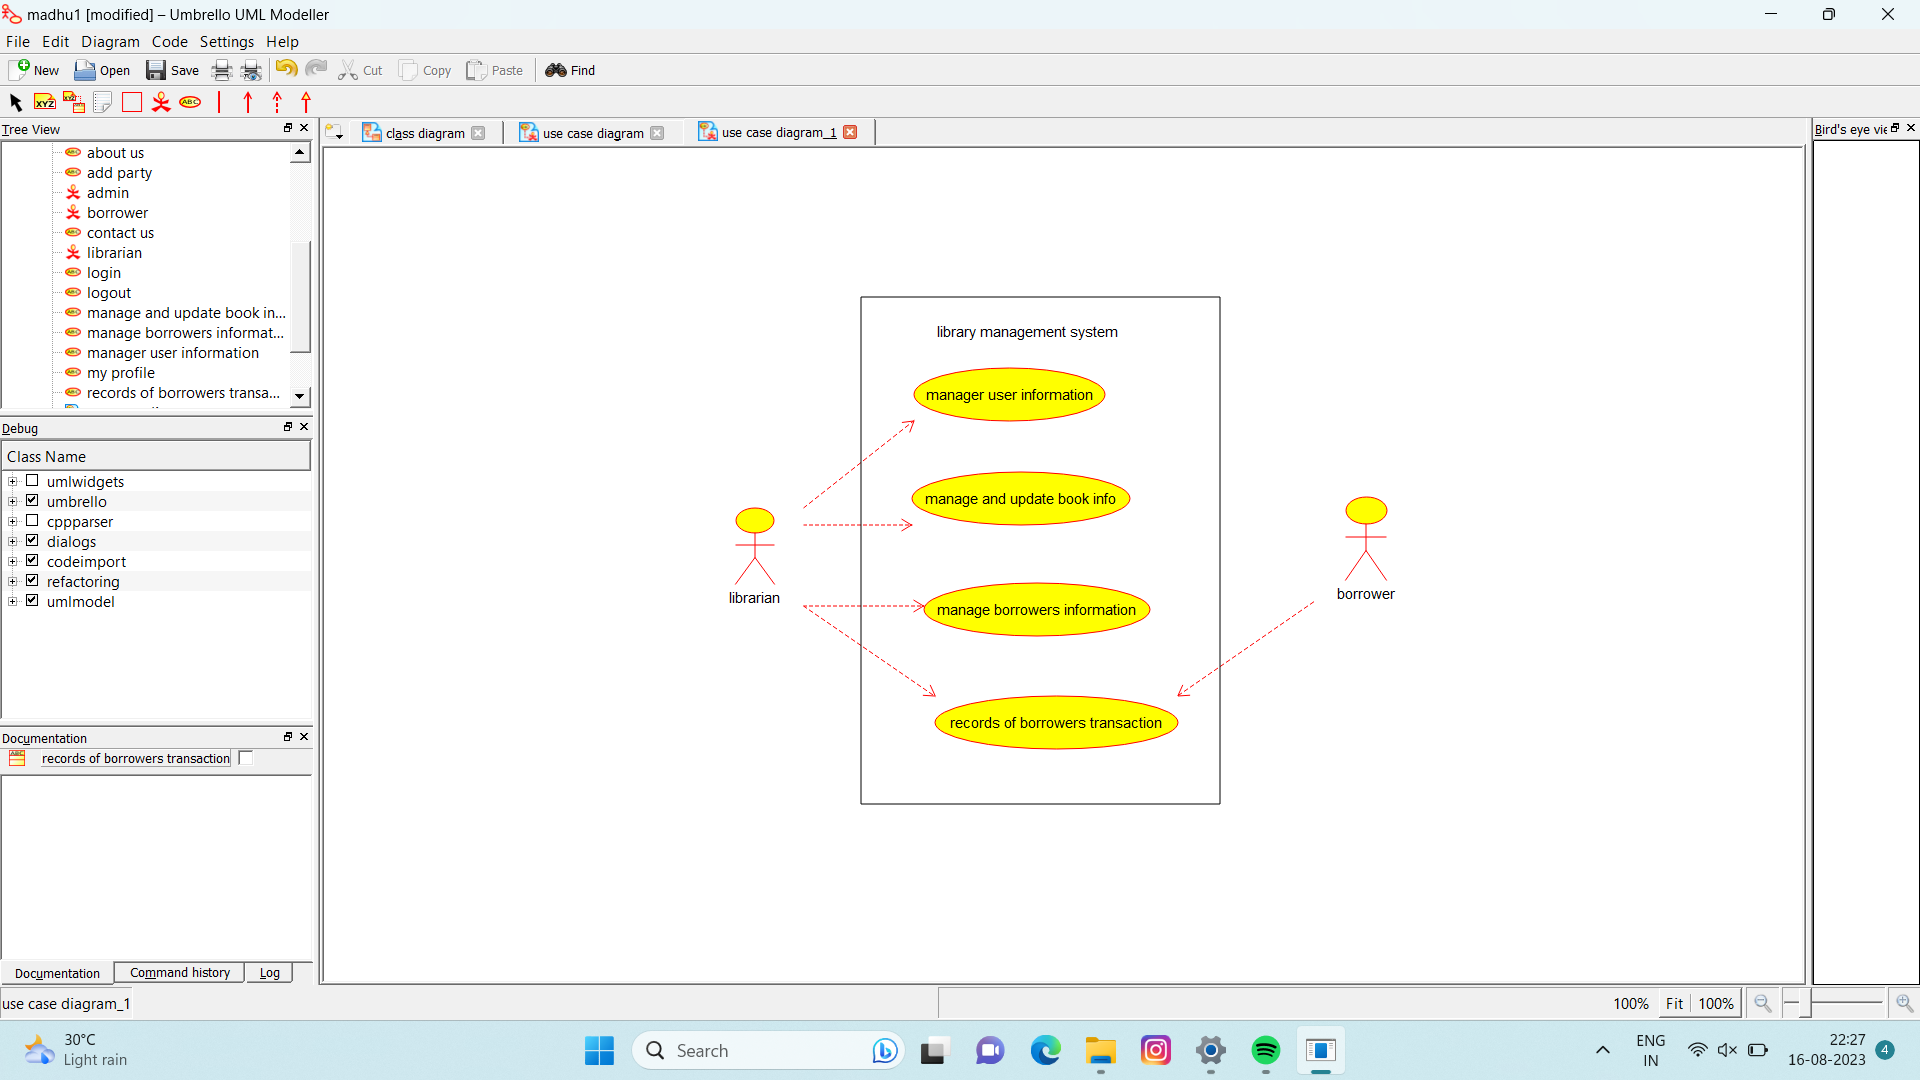 madhu1 [modified] – Umbrello UML Modeller
File Edit Diagram Code Settings Help
New Open Save Cut Copy Paste Find
XYZ XYZ ABC
Tree View
class diagram use case diagram use case diagram_1
Bird's eye vie
about us
add party
admin
borrower
contact us
librarian
login
logout
manage and update book in...
manage borrowers informat...
manager user information
my profile
records of borrowers transa...
Debug
Class Name
umlwidgets
umbrello
cppparser
dialogs
codeimport
refactoring
umlmodel
Documentation
records of borrowers transaction
Documentation Command history Log
library management system
manager user information
manage and update book info
manage borrowers information
records of borrowers transaction
librarian
borrower
use case diagram_1
100% Fit 100%
30°C
Light rain
Search
ENG
IN
22:27
16-08-2023
4